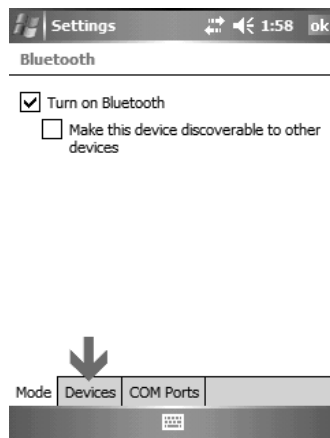 Settings 1:58 ok
Bluetooth
Turn on Bluetooth
Make this device discoverable to other
devices
Mode Devices COM Ports